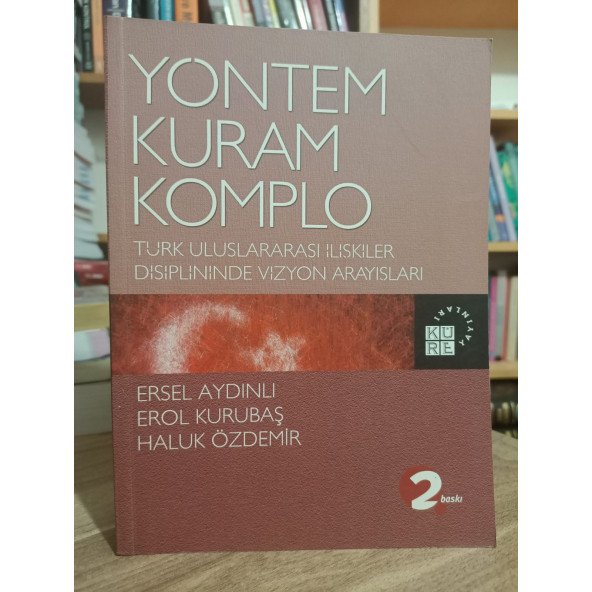 YÖNTEM
KURAM
KOMPLO
TÜRK ULUSLARARASI İLİŞKİLER
DİSİPLİNİNDE VİZYON ARAYIŞLARI
KÜRE
YAYINLARI
ERSEL AYDINLI
EROL KURUBAŞ
HALUK ÖZDEMİR
2. baskı